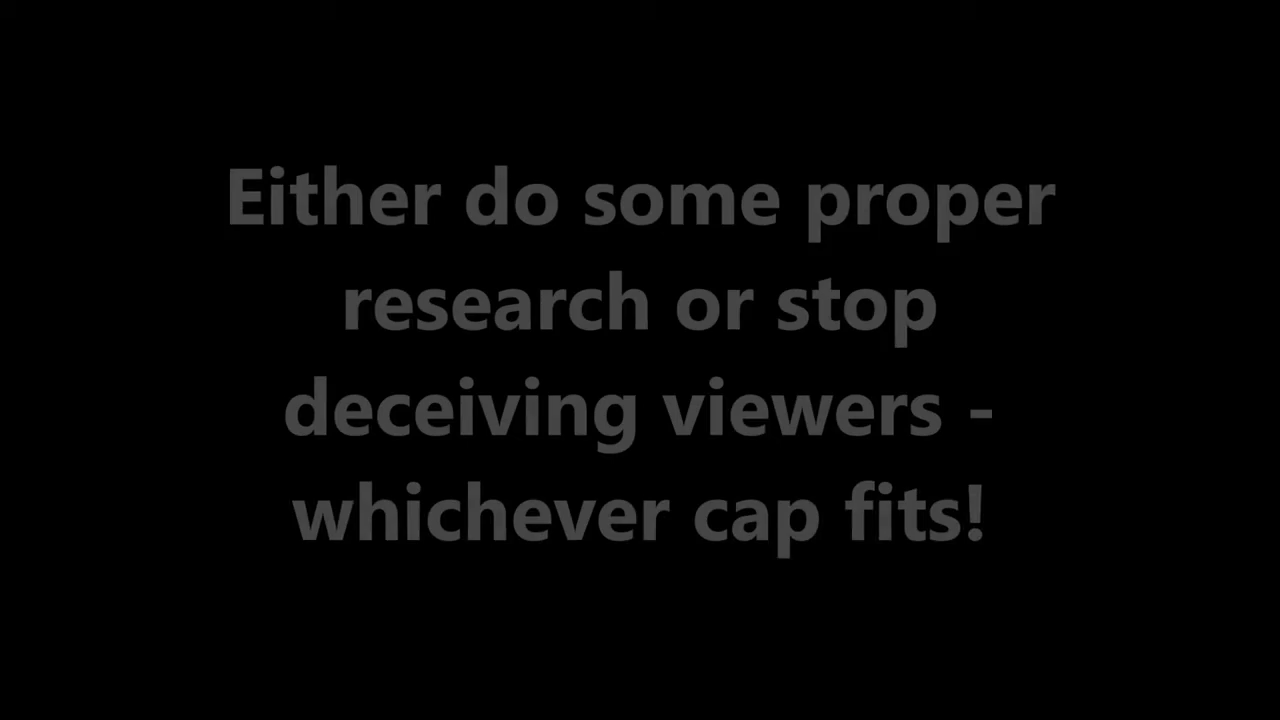 Either do some proper
research or stop
deceiving viewers -
whichever cap fits!